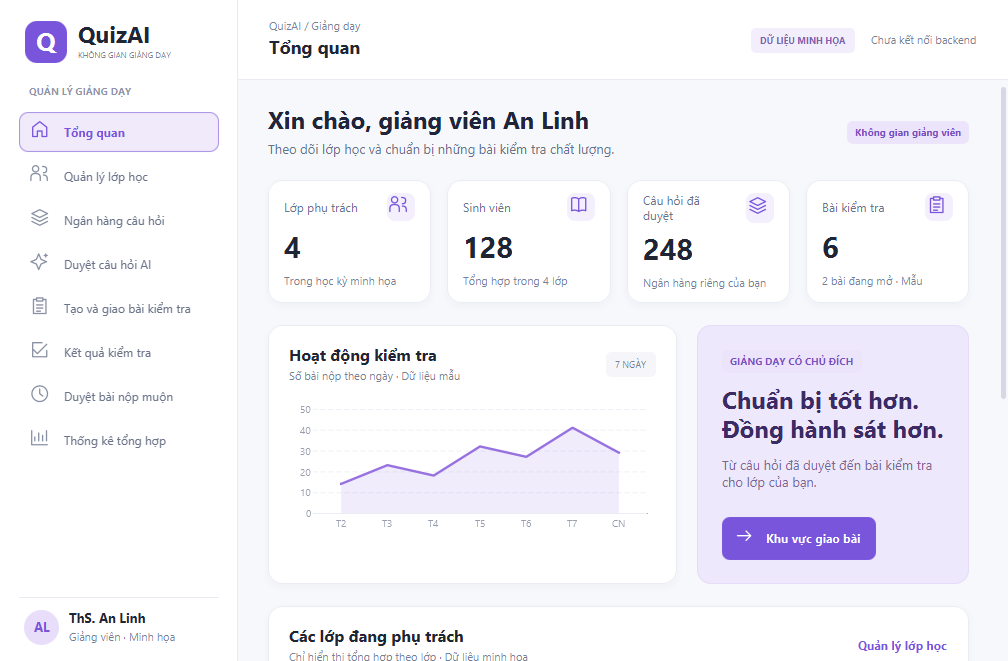 Q
QuizAI
KHÔNG GIAN GIẢNG DẠY
QUẢN LÝ GIẢNG DẠY
Tổng quan
Quản lý lớp học
Ngân hàng câu hỏi
Duyệt câu hỏi AI
Tạo và giao bài kiểm tra
Kết quả kiểm tra
Duyệt bài nộp muộn
Thống kê tổng hợp
AL
ThS. An Linh
Giảng viên · Minh họa
QuizAI / Giảng dạy
Tổng quan
DỮ LIỆU MINH HỌA
Chưa kết nối backend
Xin chào, giảng viên An Linh
Theo dõi lớp học và chuẩn bị những bài kiểm tra chất lượng.
Không gian giảng viên
Lớp phụ trách
4
Trong học kỳ minh họa
Sinh viên
128
Tổng hợp trong 4 lớp
Câu hỏi đã
duyệt
248
Ngân hàng riêng của bạn
Bài kiểm tra
6
2 bài đang mở · Mẫu
Hoạt động kiểm tra
Số bài nộp theo ngày · Dữ liệu mẫu
7 NGÀY
50
40
30
20
10
0
T2 T3 T4 T5 T6 T7 CN
GIẢNG DẠY CÓ CHỦ ĐÍCH
Chuẩn bị tốt hơn.
Đồng hành sát hơn.
Từ câu hỏi đã duyệt đến bài kiểm tra
cho lớp của bạn.
Khu vực giao bài
Các lớp đang phụ trách
Chỉ hiển thị tổng hợp theo lớp · Dữ liệu minh họa
Quản lý lớp học